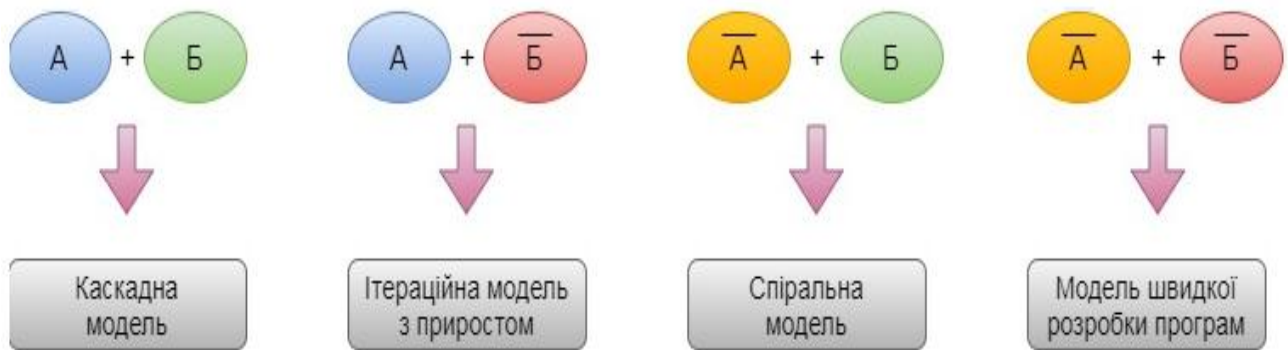 А + Б
А + Б̅
А̅ + Б
А̅ + Б̅
Каскадна
модель
Ітераційна модель
з приростом
Спіральна
модель
Модель швидкої
розробки програм